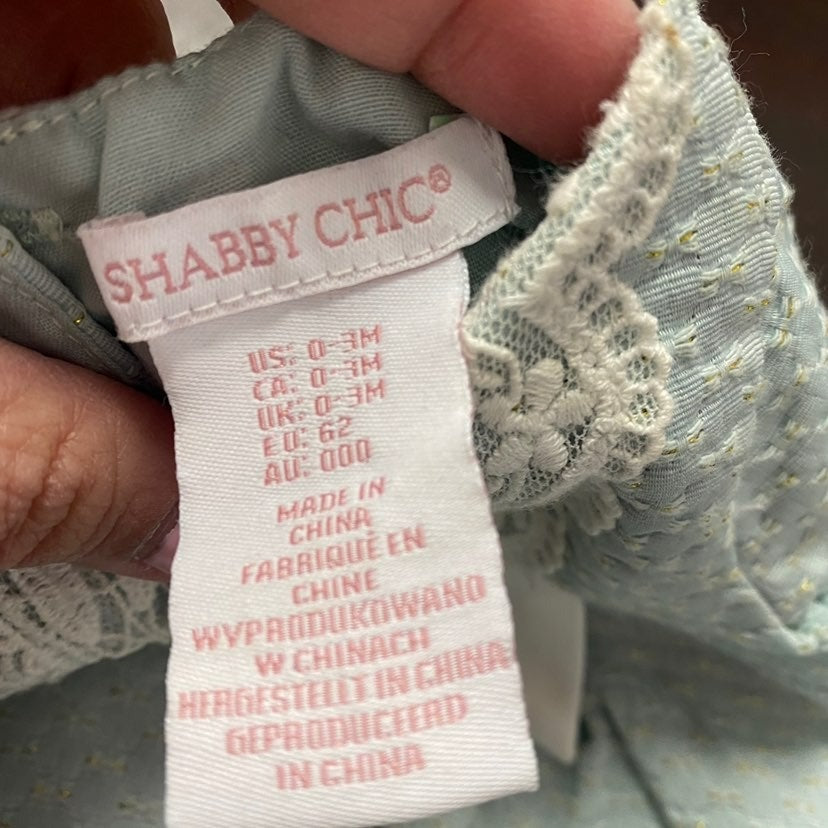 SHABBY CHIC®
US: 0-3M
CA: 0-3M
UK: 0-3M
EU: 62
AU: 000
MADE IN
CHINA
FABRIQUÉ EN
CHINE
WYPRODUKOWANO
W CHINACH
HERGESTELLT IN CHINA
GEPRODUCEERD
IN CHINA